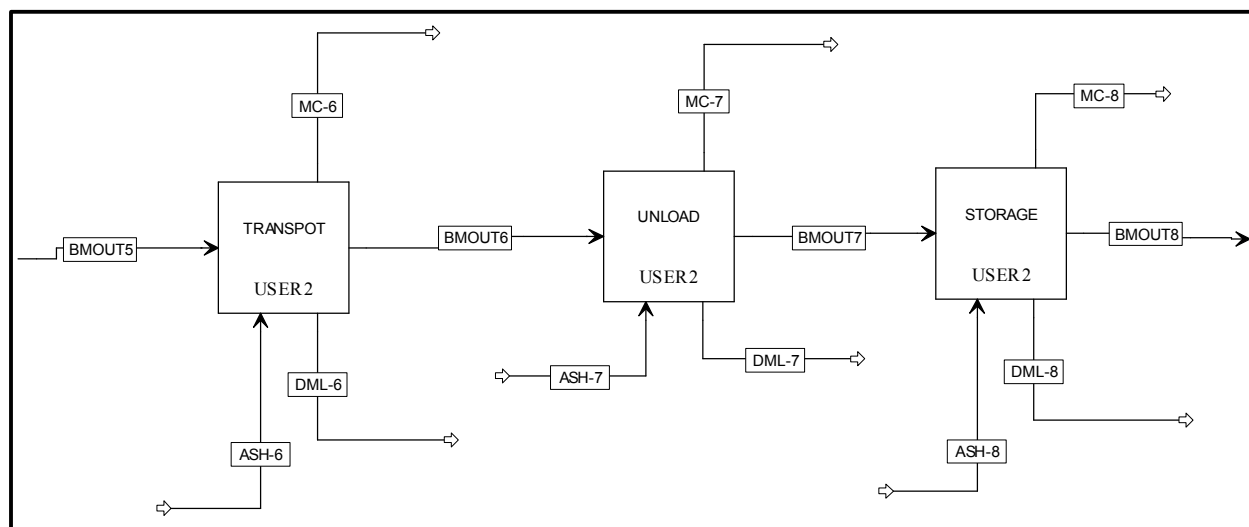 MC-6
MC-7
MC-8
TRANSPOT
UNLOAD
STORAGE
BMOUT5
BMOUT6
BMOUT7
BMOUT8
USER2
USER2
USER2
ASH-7
DML-7
DML-6
DML-8
ASH-6
ASH-8